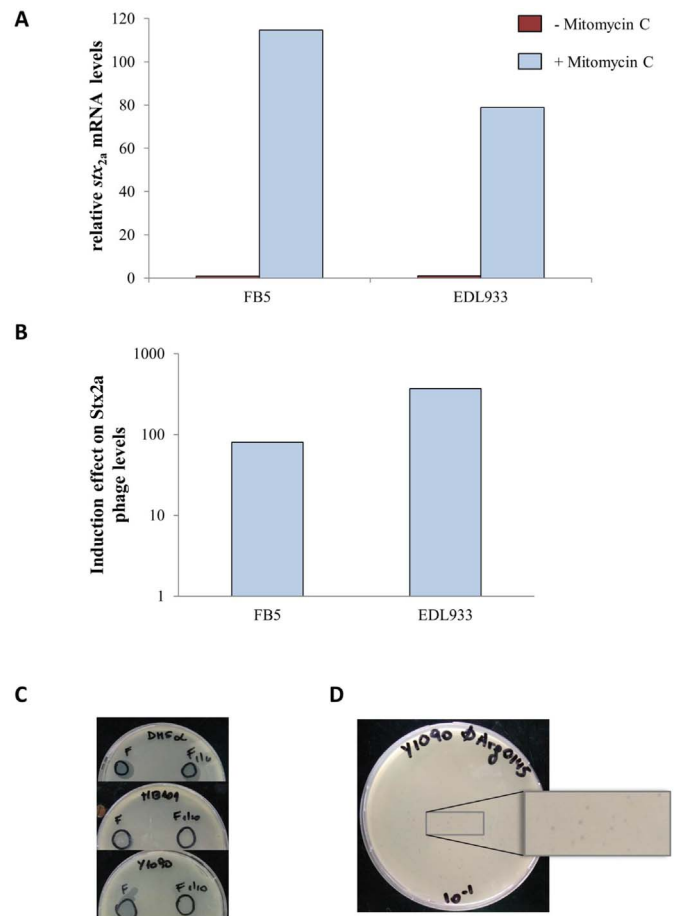 A
120
100
80
60
40
20
0
relative stx2a mRNA levels
- Mitomycin C
+ Mitomycin C
FB5
EDL933
B
1000
100
10
1
Induction effect on Stx2a
phage levels
FB5
EDL933
C
DH5α
F
F1/10
F
F1/10
Y1090
F
F1/10
D
Y1090 Ø Arg0145
10-1